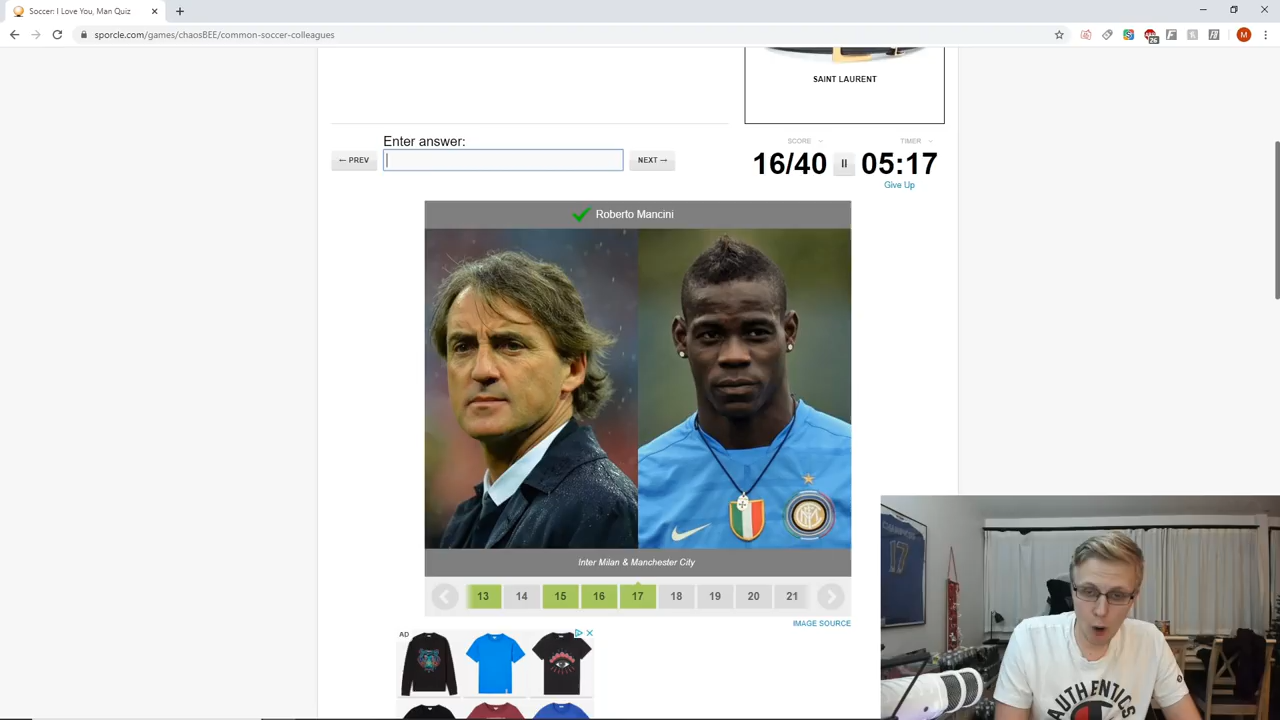 Soccer: I Love You, Man Quiz
sporcle.com/games/chaosBEE/common-soccer-colleagues
26
M
SAINT LAURENT
Enter answer:
← PREV
NEXT →
SCORE
TIMER
16/40
05:17
Give Up
Roberto Mancini
Inter Milan & Manchester City
13 14 15 16 17 18 19 20 21
IMAGE SOURCE
AD
17
AUTHENTICS